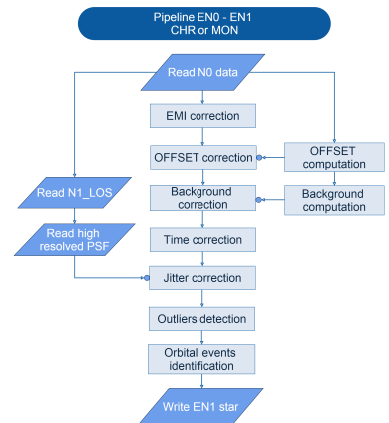 Pipeline EN0 - EN1
CHR or MON
Read N0 data
EMI correction
OFFSET correction
OFFSET
computation
Background
correction
Background
computation
Read N1_LOS
Read high
resolved PSF
Time correction
Jitter correction
Outliers detection
Orbital events
identification
Write EN1 star